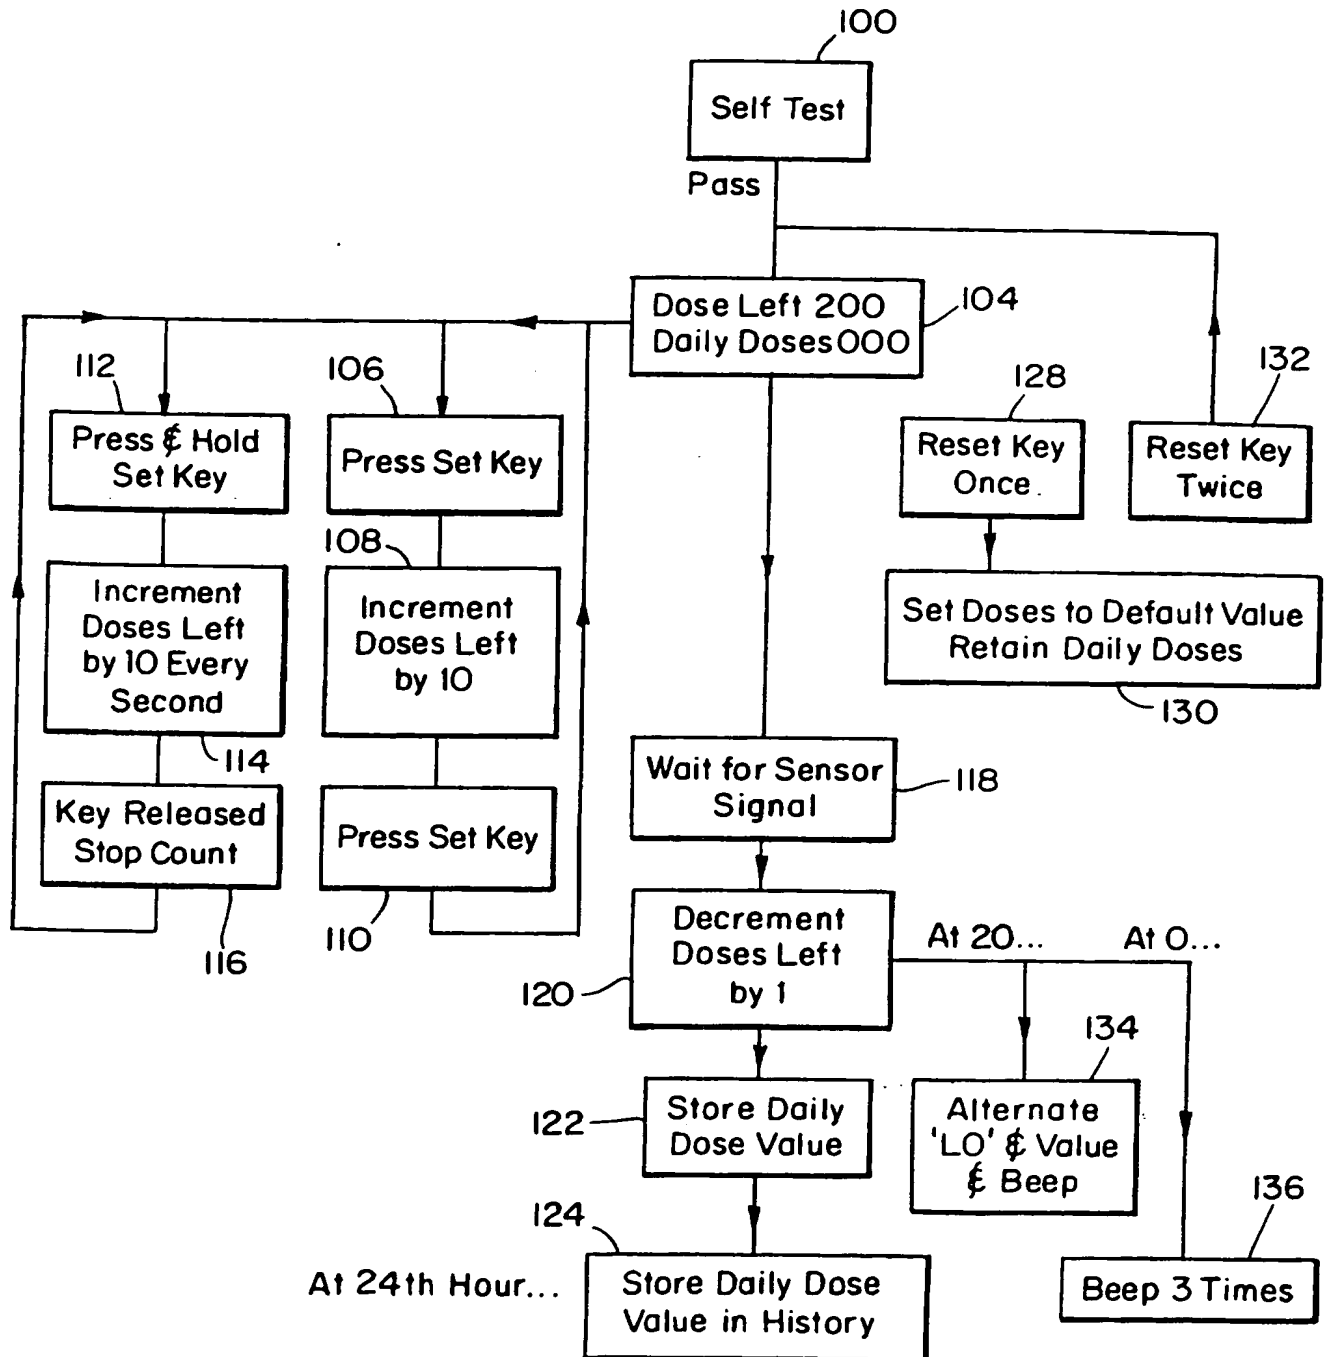 100
Self Test
Pass
Dose Left 200
Daily Doses 000
104
112
Press & Hold
Set Key
106
Press Set Key
128
Reset Key
Once
132
Reset Key
Twice
Increment
Doses Left
by 10 Every
Second
114
108
Increment
Doses Left
by 10
Set Doses to Default Value
Retain Daily Doses
130
Key Released
Stop Count
116
Press Set Key
110
Wait for Sensor
Signal
118
Decrement
Doses Left
by 1
120
At 20...
At 0...
Store Daily
Dose Value
122
134
Alternate
'LO' & Value
& Beep
124
At 24th Hour...
Store Daily Dose
Value in History
136
Beep 3 Times